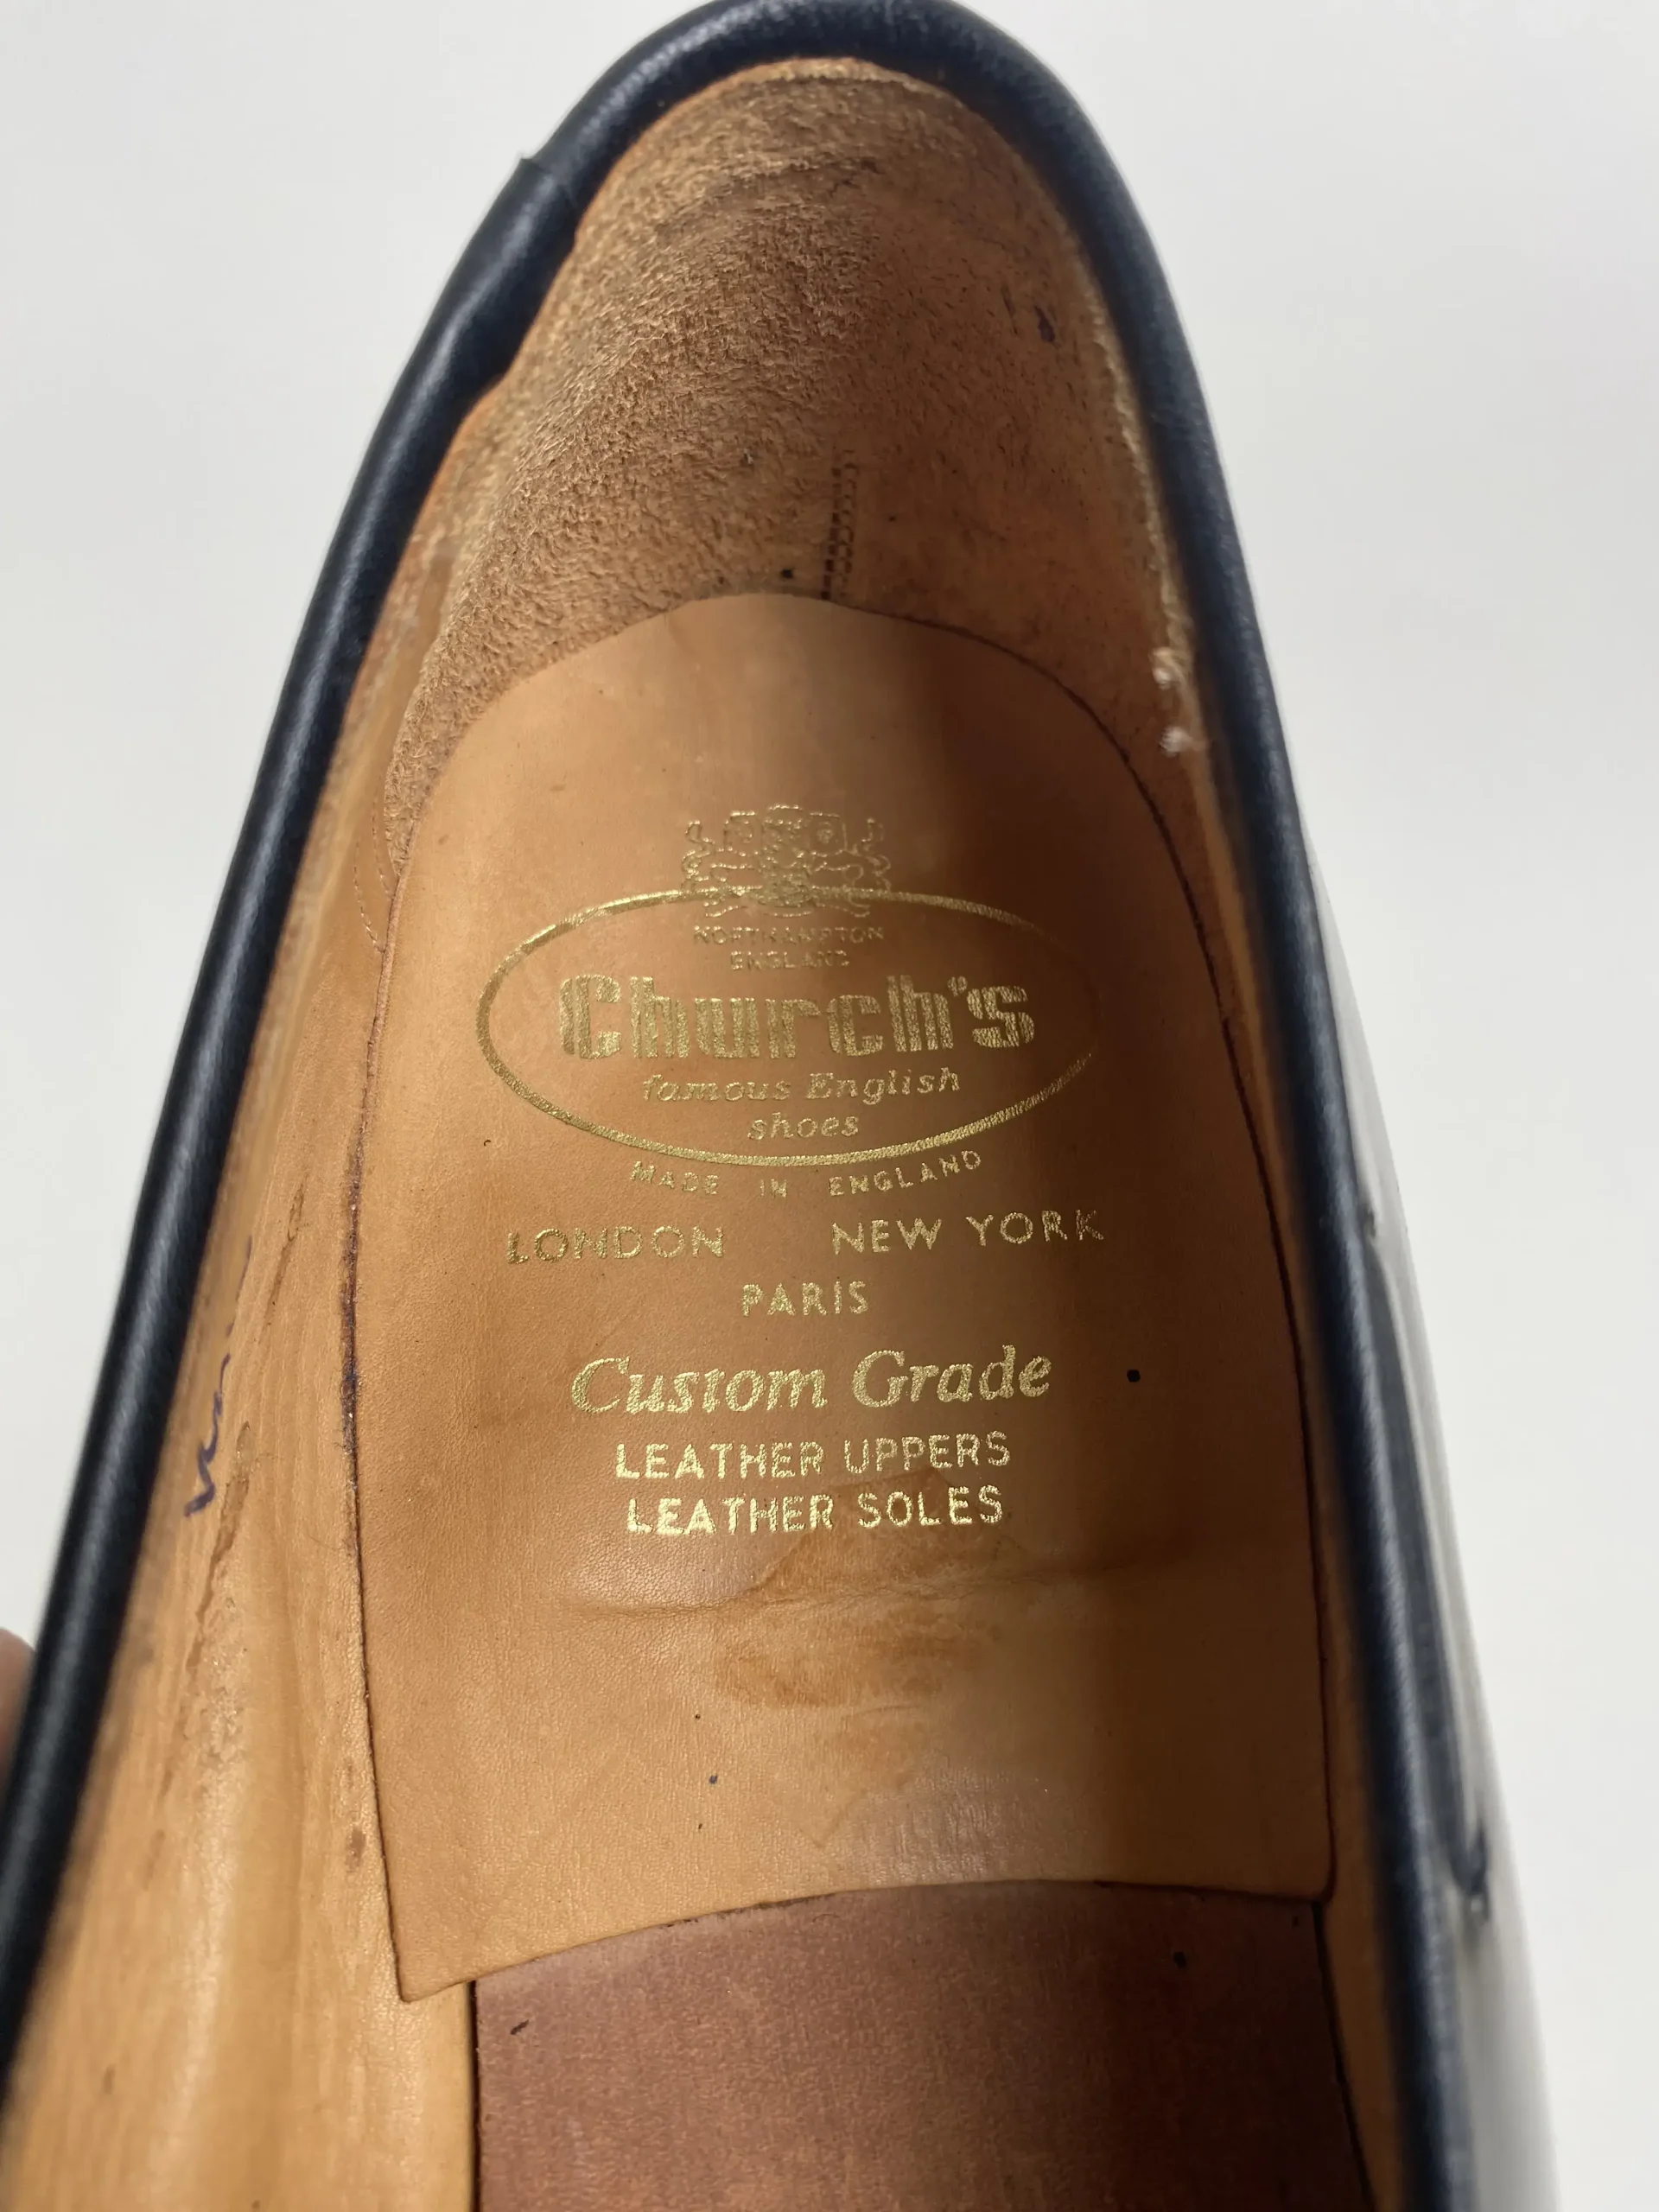 NORTHAMPTON
ENGLAND
Church's
famous English
shoes
MADE IN ENGLAND
LONDON NEW YORK
PARIS
Custom Grade
LEATHER UPPERS
LEATHER SOLES